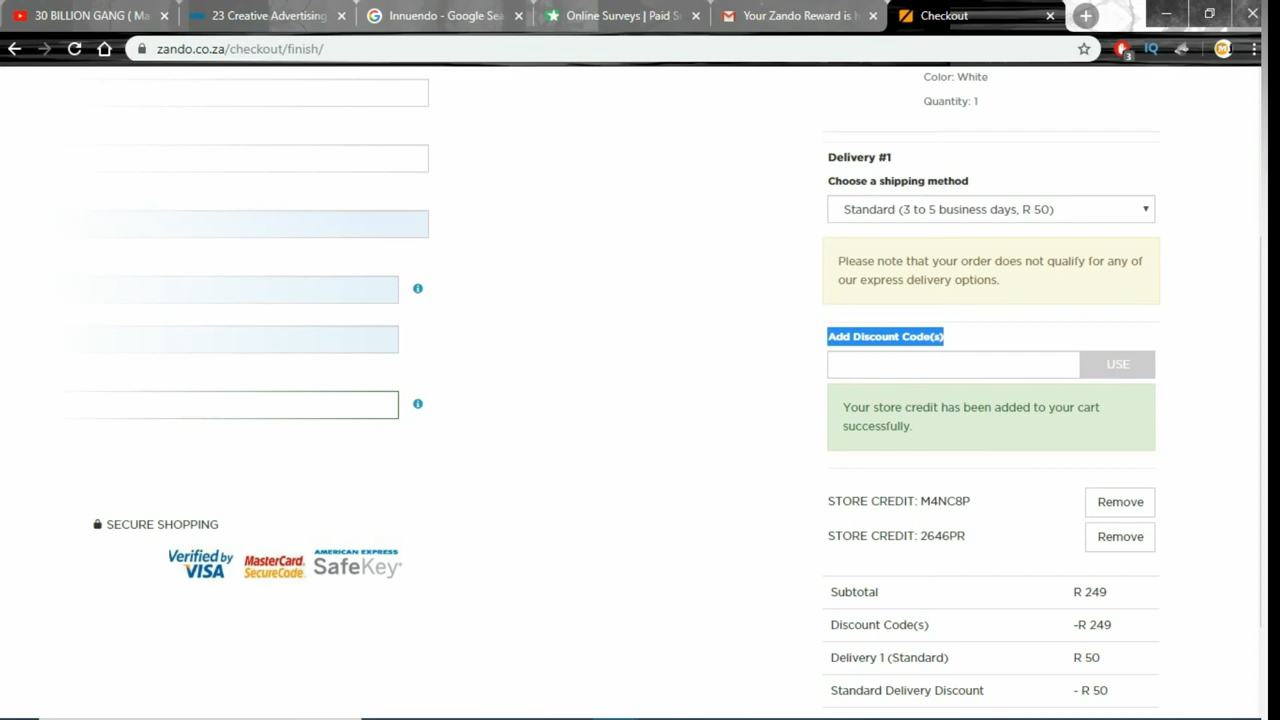 30 BILLION GANG ( Ma
23 Creative Advertising
Innuendo - Google Sea
Online Surveys | Paid S
Your Zando Reward is h
Checkout
zando.co.za/checkout/finish/
3
IQ
M
Color: White
Quantity: 1
Delivery #1
Choose a shipping method
Standard (3 to 5 business days, R 50)
Please note that your order does not qualify for any of
our express delivery options.
Add Discount Code(s)
USE
Your store credit has been added to your cart
successfully.
STORE CREDIT: M4NC8P
Remove
STORE CREDIT: 2646PR
Remove
SECURE SHOPPING
Verified by
VISA
MasterCard.
SecureCode.
AMERICAN EXPRESS
SafeKey
Subtotal R 249
Discount Code(s) -R 249
Delivery 1 (Standard) R 50
Standard Delivery Discount - R 50